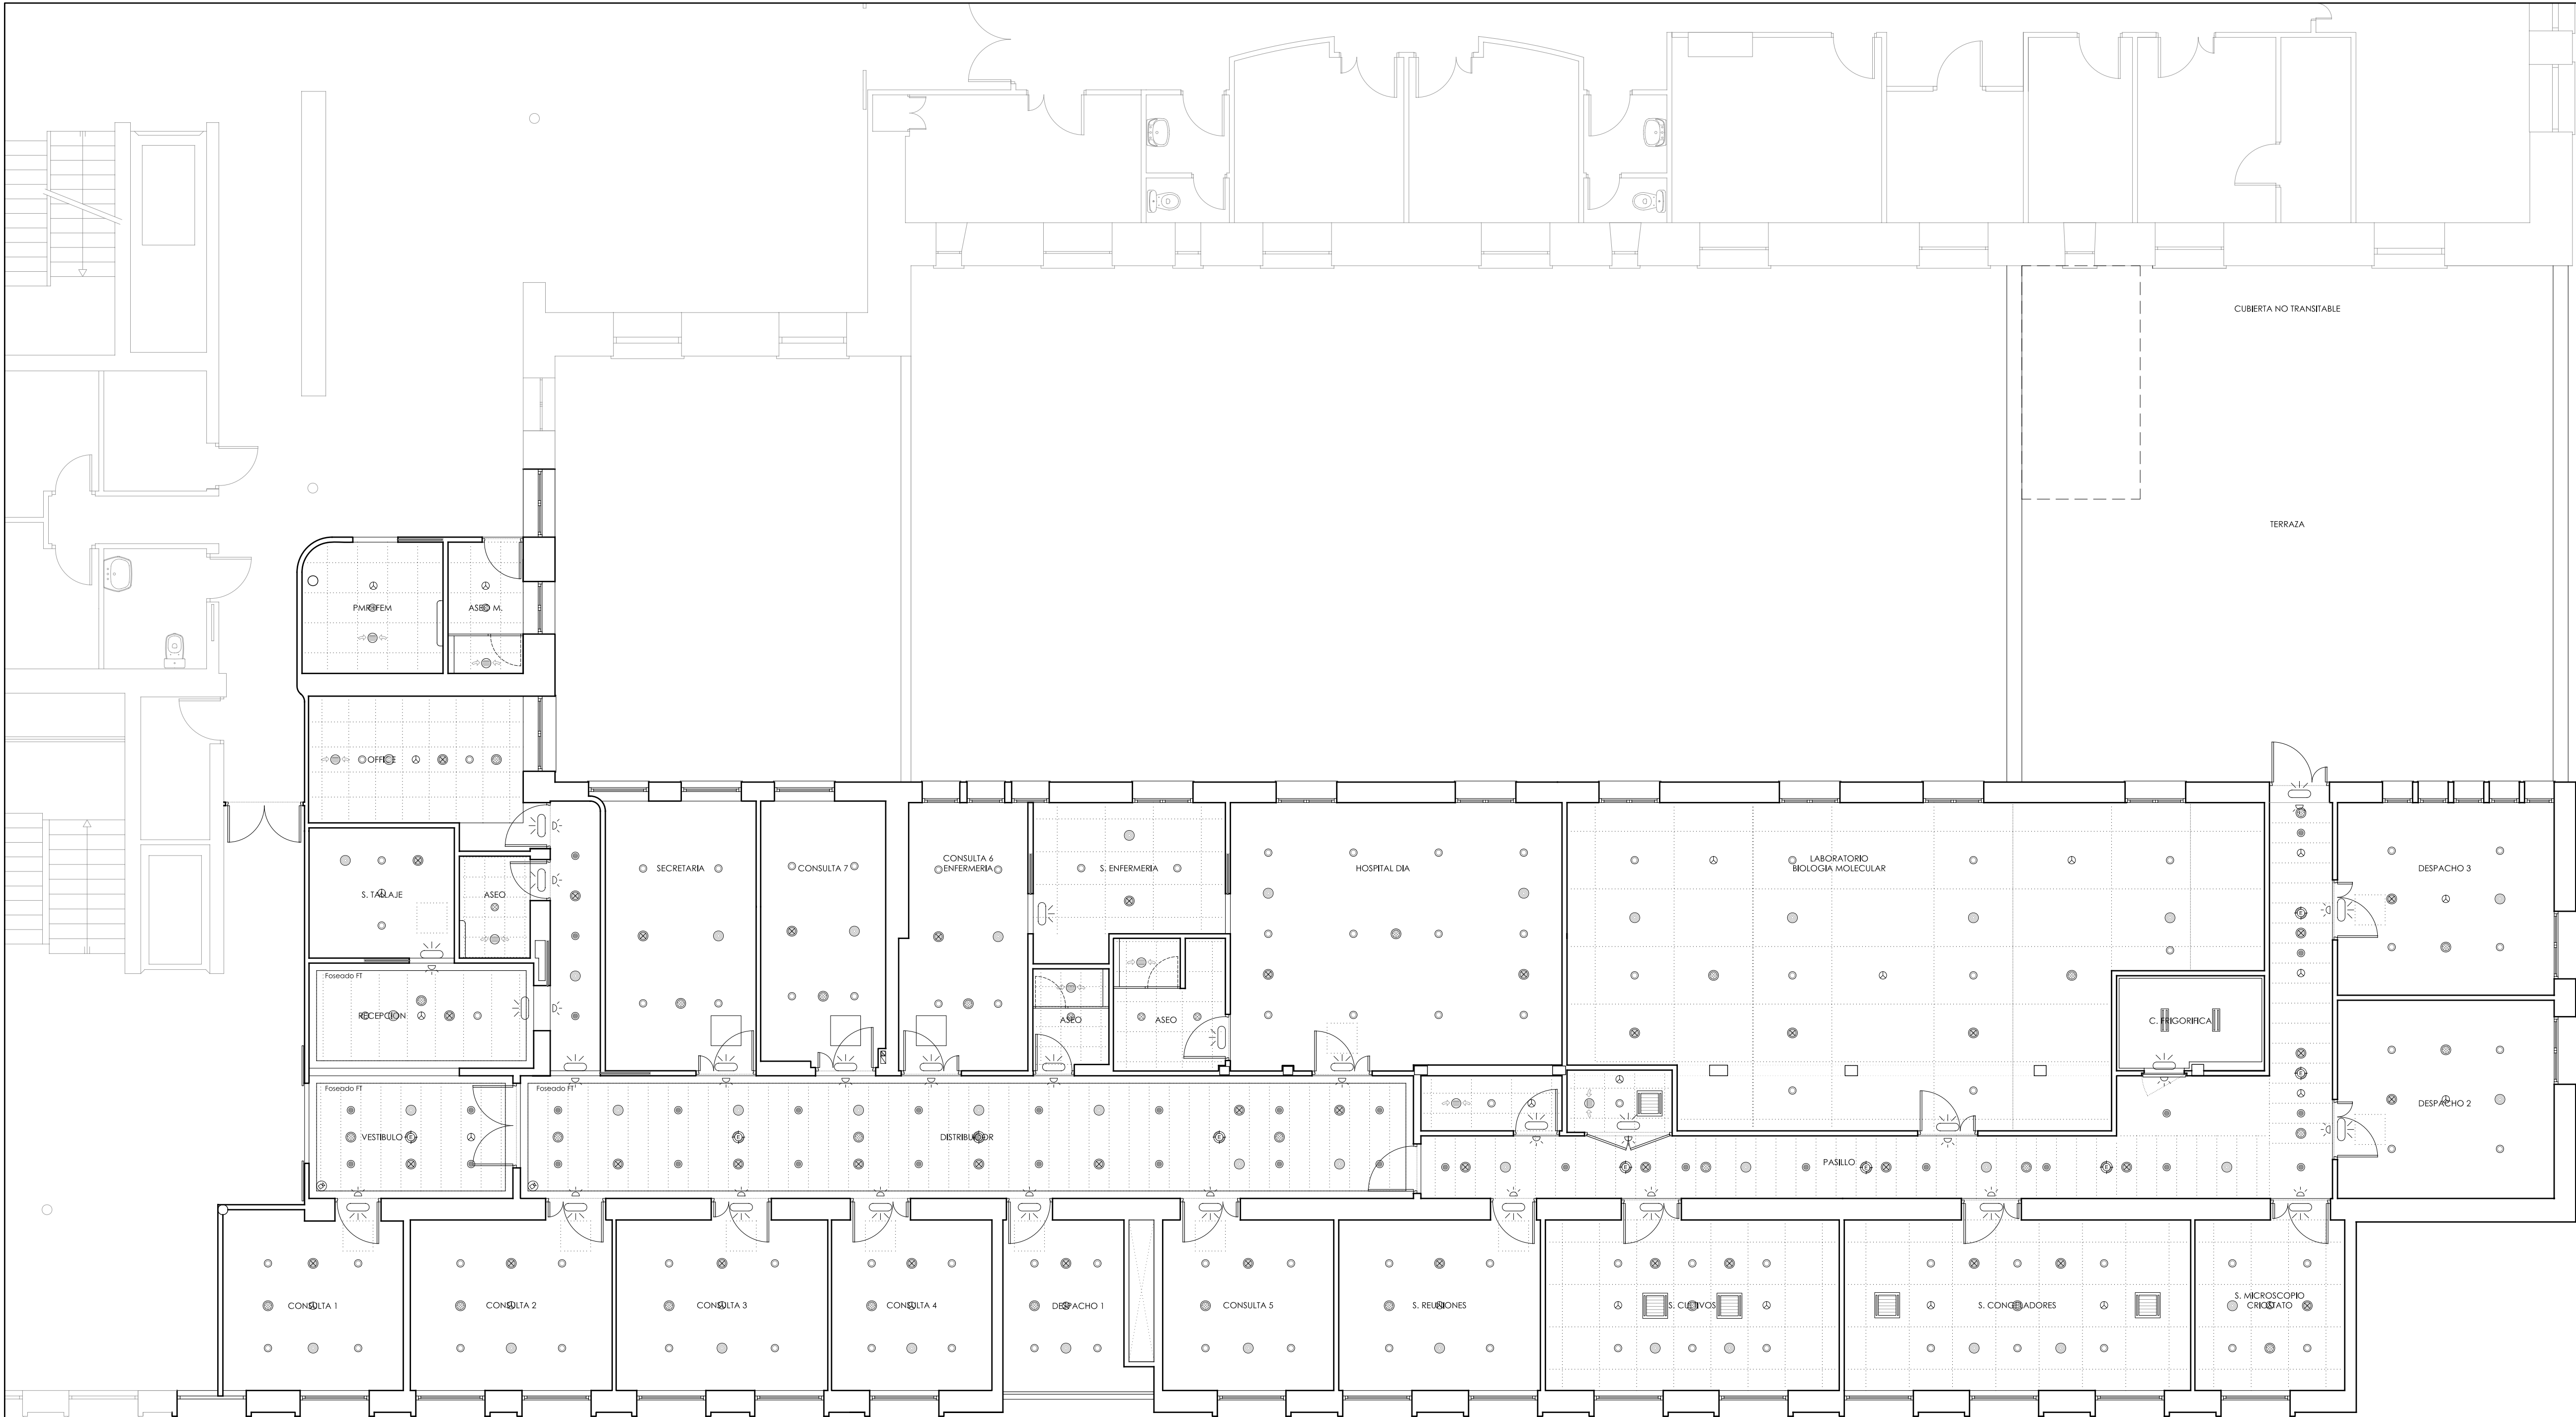 CUBIERTA NO TRANSITABLE
TERRAZA
PMR-FEM
ASEO M.
OFFICE
S. TALLAJE
ASEO
SECRETARIA
CONSULTA 7
CONSULTA 6
ENFERMERIA
S. ENFERMERIA
HOSPITAL DIA
LABORATORIO
BIOLOGIA MOLECULAR
DESPACHO 3
Foseado FT
RECEPCION
ASEO
ASEO
C. FRIGORIFICA
Foseado FT
Foseado FT
VESTIBULO
DISTRIBUIDOR
PASILLO
DESPACHO 2
CONSULTA 1
CONSULTA 2
CONSULTA 3
CONSULTA 4
DESPACHO 1
CONSULTA 5
S. REUNIONES
S. CULTIVOS
S. CONGELADORES
S. MICROSCOPIO
CRIOSTATO